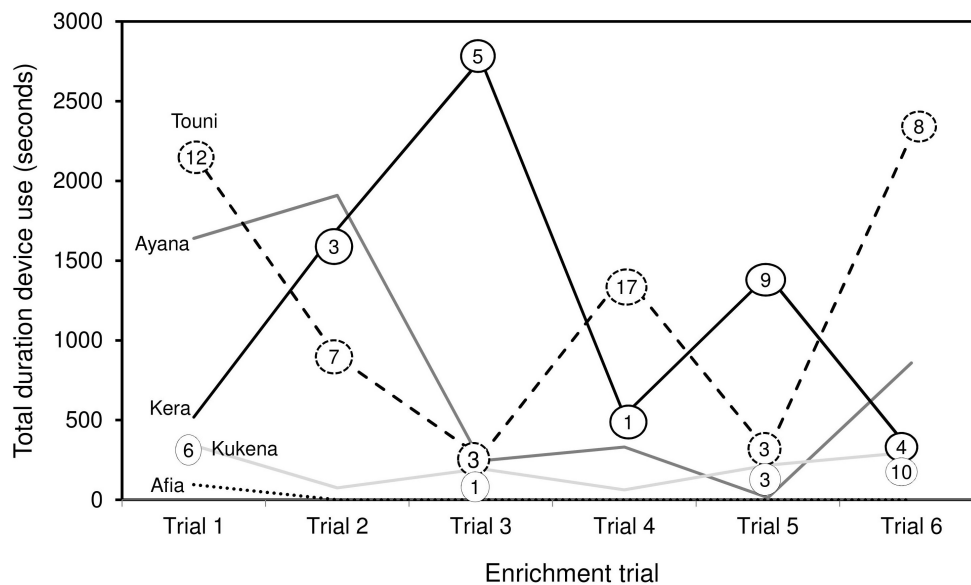 3000
2500
2000
1500
1000
500
0
Total duration device use (seconds)
Touni
12
Ayana
Kera
6
Kukena
Afia
3
7
5
3
1
17
1
9
3
3
8
4
10
Trial 1 Trial 2 Trial 3 Trial 4 Trial 5 Trial 6
Enrichment trial